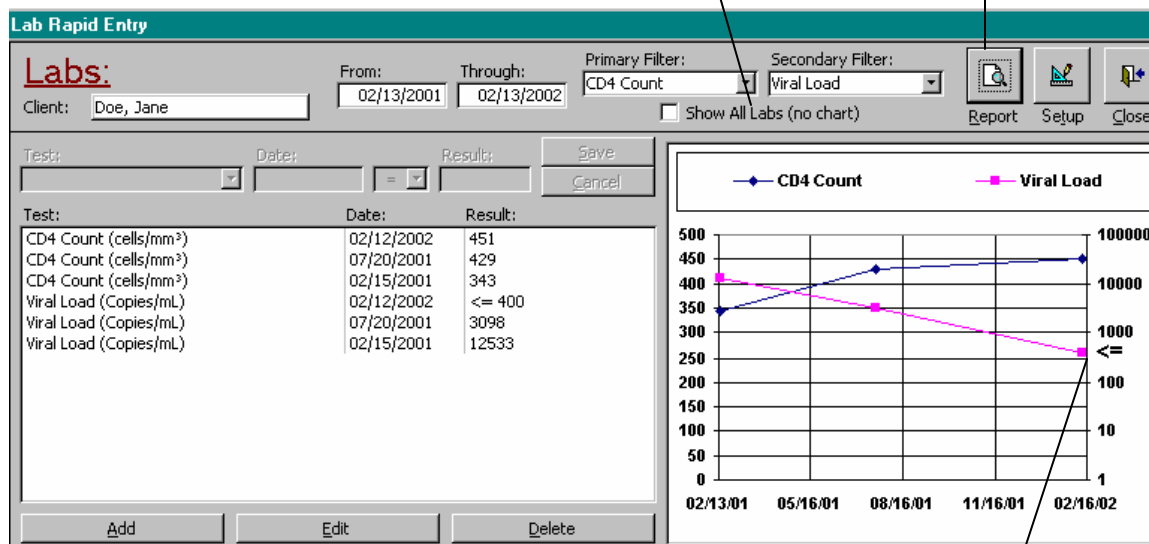 Lab Rapid Entry
Labs:
From: Through: Primary Filter: Secondary Filter:
Client: Doe, Jane 02/13/2001 02/13/2002 CD4 Count Viral Load
Show All Labs (no chart)
Report Setup Close
Test: Date: Result: Save
= Cancel
Test: Date: Result:
CD4 Count (cells/mm³) 02/12/2002 451
CD4 Count (cells/mm³) 07/20/2001 429
CD4 Count (cells/mm³) 02/15/2001 343
Viral Load (Copies/mL) 02/12/2002 <= 400
Viral Load (Copies/mL) 07/20/2001 3098
Viral Load (Copies/mL) 02/15/2001 12533
Add Edit Delete
CD4 Count Viral Load
500 100000
450
400 10000
350
300 1000
250 <=
200 100
150
100 10
50
0 1
02/13/01 05/16/01 08/16/01 11/16/01 02/16/02